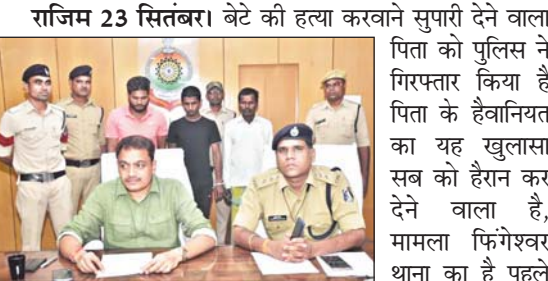 राजिम 23 सितंबर। बेटे की हत्या करवाने सुपारी देने वाला
पिता को पुलिस ने
गिरफ्तार किया है
पिता के हैवानियत
का यह खुलासा
सब को हैरान कर
देने वाला है,
मामला फिंगेश्वर
थाना का है पहले